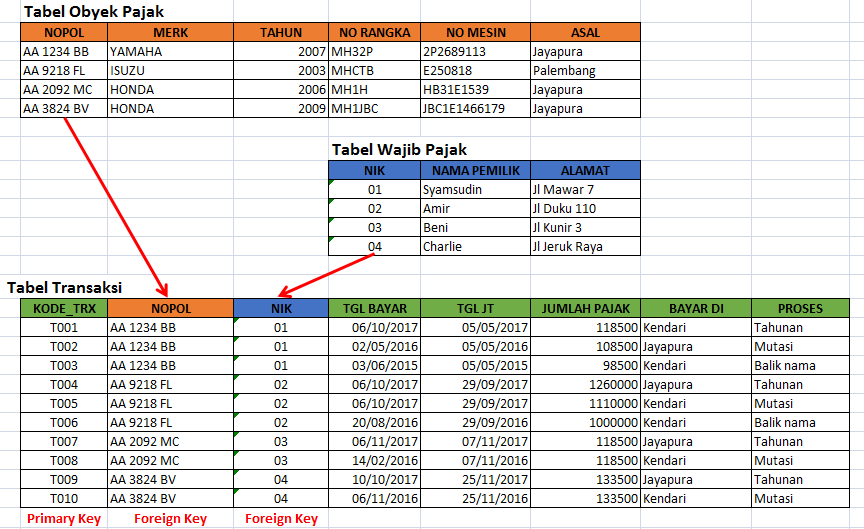 Tabel Obyek Pajak
NOPOL MERK TAHUN NO RANGKA NO MESIN ASAL
AA 1234 BB YAMAHA 2007 MH32P 2P2689113 Jayapura
AA 9218 FL ISUZU 2003 MHCTB E250818 Palembang
AA 2092 MC HONDA 2006 MH1H HB31E1539 Jayapura
AA 3824 BV HONDA 2009 MH1JBC JBC1E1466179 Jayapura
Tabel Wajib Pajak
NIK NAMA PEMILIK ALAMAT
01 Syamsudin Jl Mawar 7
02 Amir Jl Duku 110
03 Beni Jl Kunir 3
04 Charlie Jl Jeruk Raya
Tabel Transaksi
KODE_TRX NOPOL NIK TGL BAYAR TGL JT JUMLAH PAJAK BAYAR DI PROSES
T001 AA 1234 BB 01 06/10/2017 05/05/2017 118500 Kendari Tahunan
T002 AA 1234 BB 01 02/05/2016 05/05/2016 108500 Jayapura Mutasi
T003 AA 1234 BB 01 03/06/2015 05/05/2015 98500 Kendari Balik nama
T004 AA 9218 FL 02 06/10/2017 29/09/2017 1260000 Jayapura Tahunan
T005 AA 9218 FL 02 06/10/2017 29/09/2017 1110000 Kendari Mutasi
T006 AA 9218 FL 02 20/08/2016 29/09/2016 1000000 Kendari Balik nama
T007 AA 2092 MC 03 06/11/2017 07/11/2017 118500 Jayapura Tahunan
T008 AA 2092 MC 03 14/02/2016 07/11/2016 118500 Kendari Mutasi
T009 AA 3824 BV 04 10/10/2017 25/11/2017 133500 Jayapura Tahunan
T010 AA 3824 BV 04 06/11/2016 25/11/2016 133500 Kendari Mutasi
Primary Key Foreign Key Foreign Key